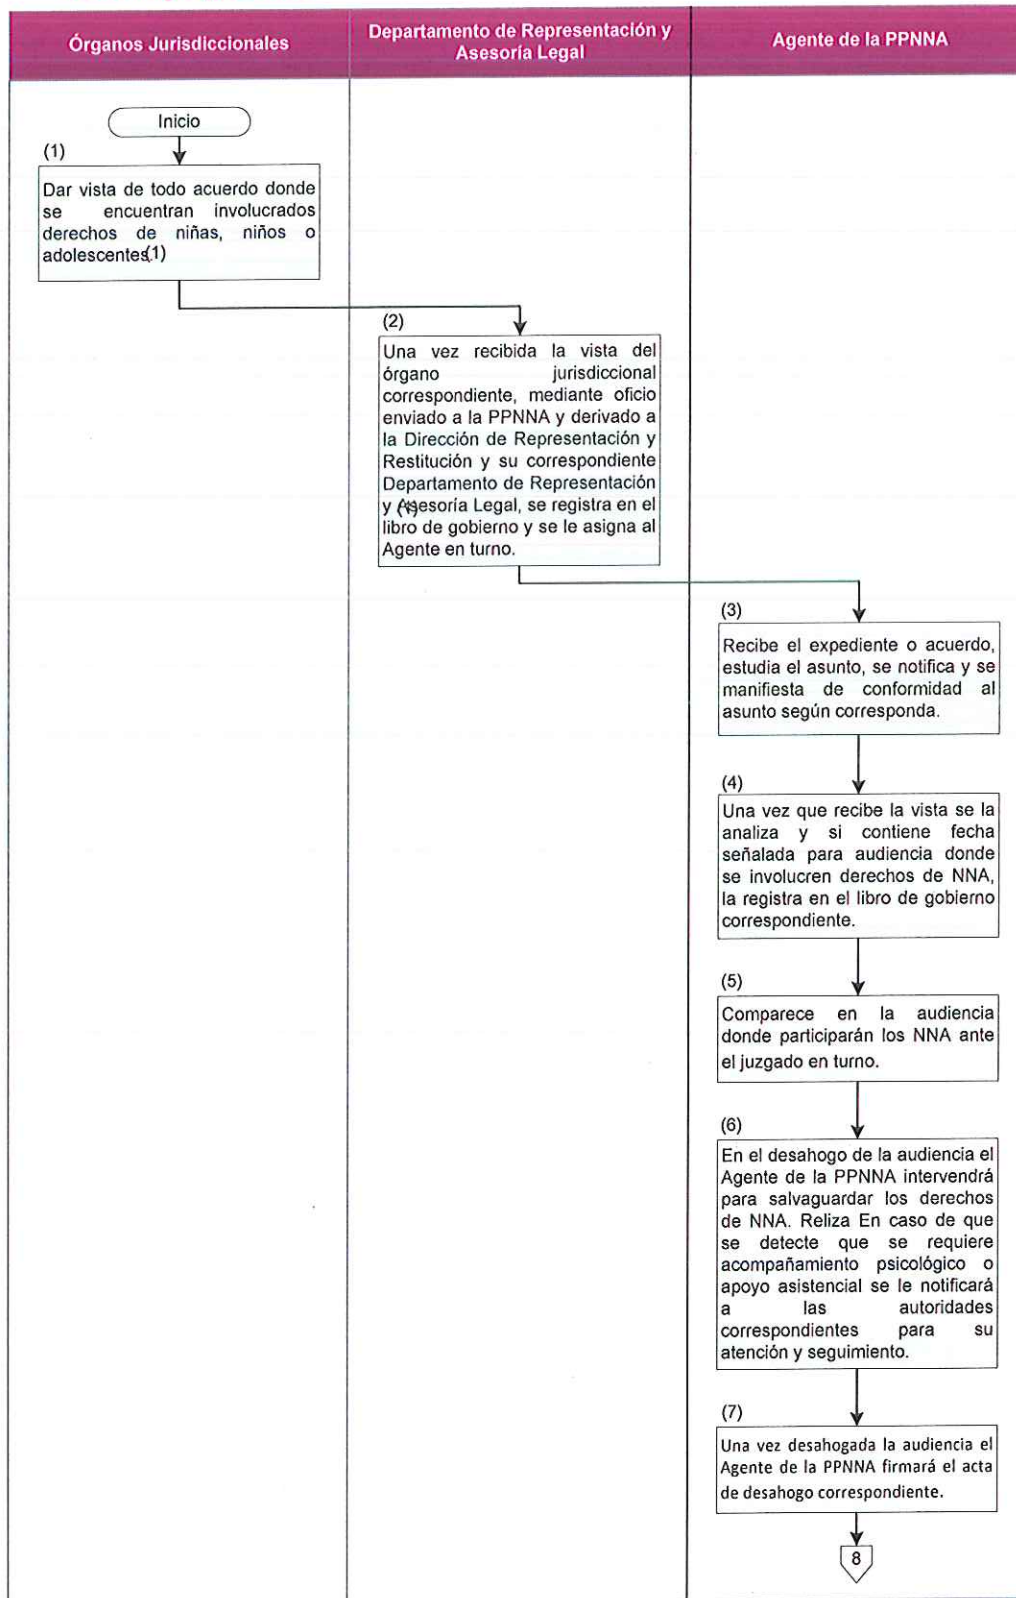 Órganos Jurisdiccionales
Departamento de Representación y
Asesoría Legal
Agente de la PPNNA
Inicio
(1)
Dar vista de todo acuerdo donde
se encuentran involucrados
derechos de niñas, niños o
adolescentes(1)
(2)
Una vez recibida la vista del
órgano jurisdiccional
correspondiente, mediante oficio
enviado a la PPNNA y derivado a
la Dirección de Representación y
Restitución y su correspondiente
Departamento de Representación
y Asesoría Legal, se registra en el
(1)
libro de gobierno y se le asigna al
Agente en turno.
(3)
Recibe el expediente o acuerdo,
estudia el asunto, se notifica y se
manifiesta de conformidad al
asunto según corresponda.
(4)
Una vez que recibe la vista se la
analiza y si contiene fecha
señalada para audiencia donde
se involucren derechos de NNA,
la registra en el libro de gobierno
correspondiente.
(5)
Comparece en la audiencia
donde participarán los NNA ante
el juzgado en turno.
(6)
En el desahogo de la audiencia el
Agente de la PPNNA intervendrá
para salvaguardar los derechos
de NNA. Reliza En caso de que
se detecte que se requiere
acompañamiento psicológico o
apoyo asistencial se le notificará
a las autoridades
correspondientes para su
atención y seguimiento.
(7)
Una vez desahogada la audiencia el
Agente de la PPNNA firmará el acta
de desahogo correspondiente.
8